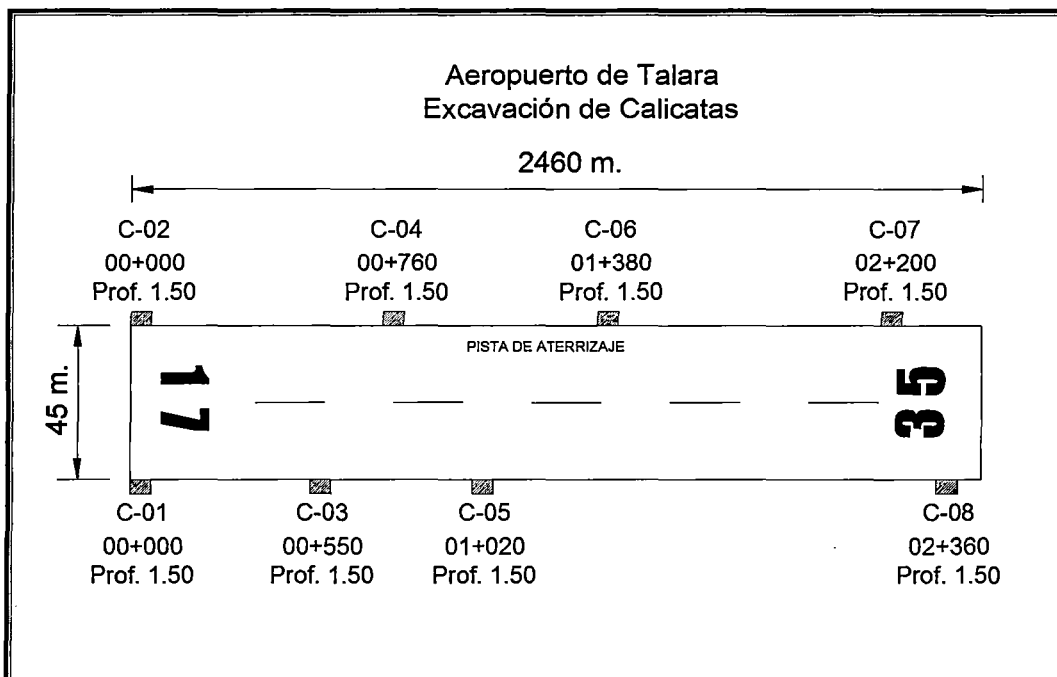 Aeropuerto de Talara
Excavación de Calicatas
2460 m.
C-02
00+000
Prof. 1.50
C-04
00+760
Prof. 1.50
C-06
01+380
Prof. 1.50
C-07
02+200
Prof. 1.50
PISTA DE ATERRIZAJE
45 m.
17
35
C-01
00+000
Prof. 1.50
C-03
00+550
Prof. 1.50
C-05
01+020
Prof. 1.50
C-08
02+360
Prof. 1.50